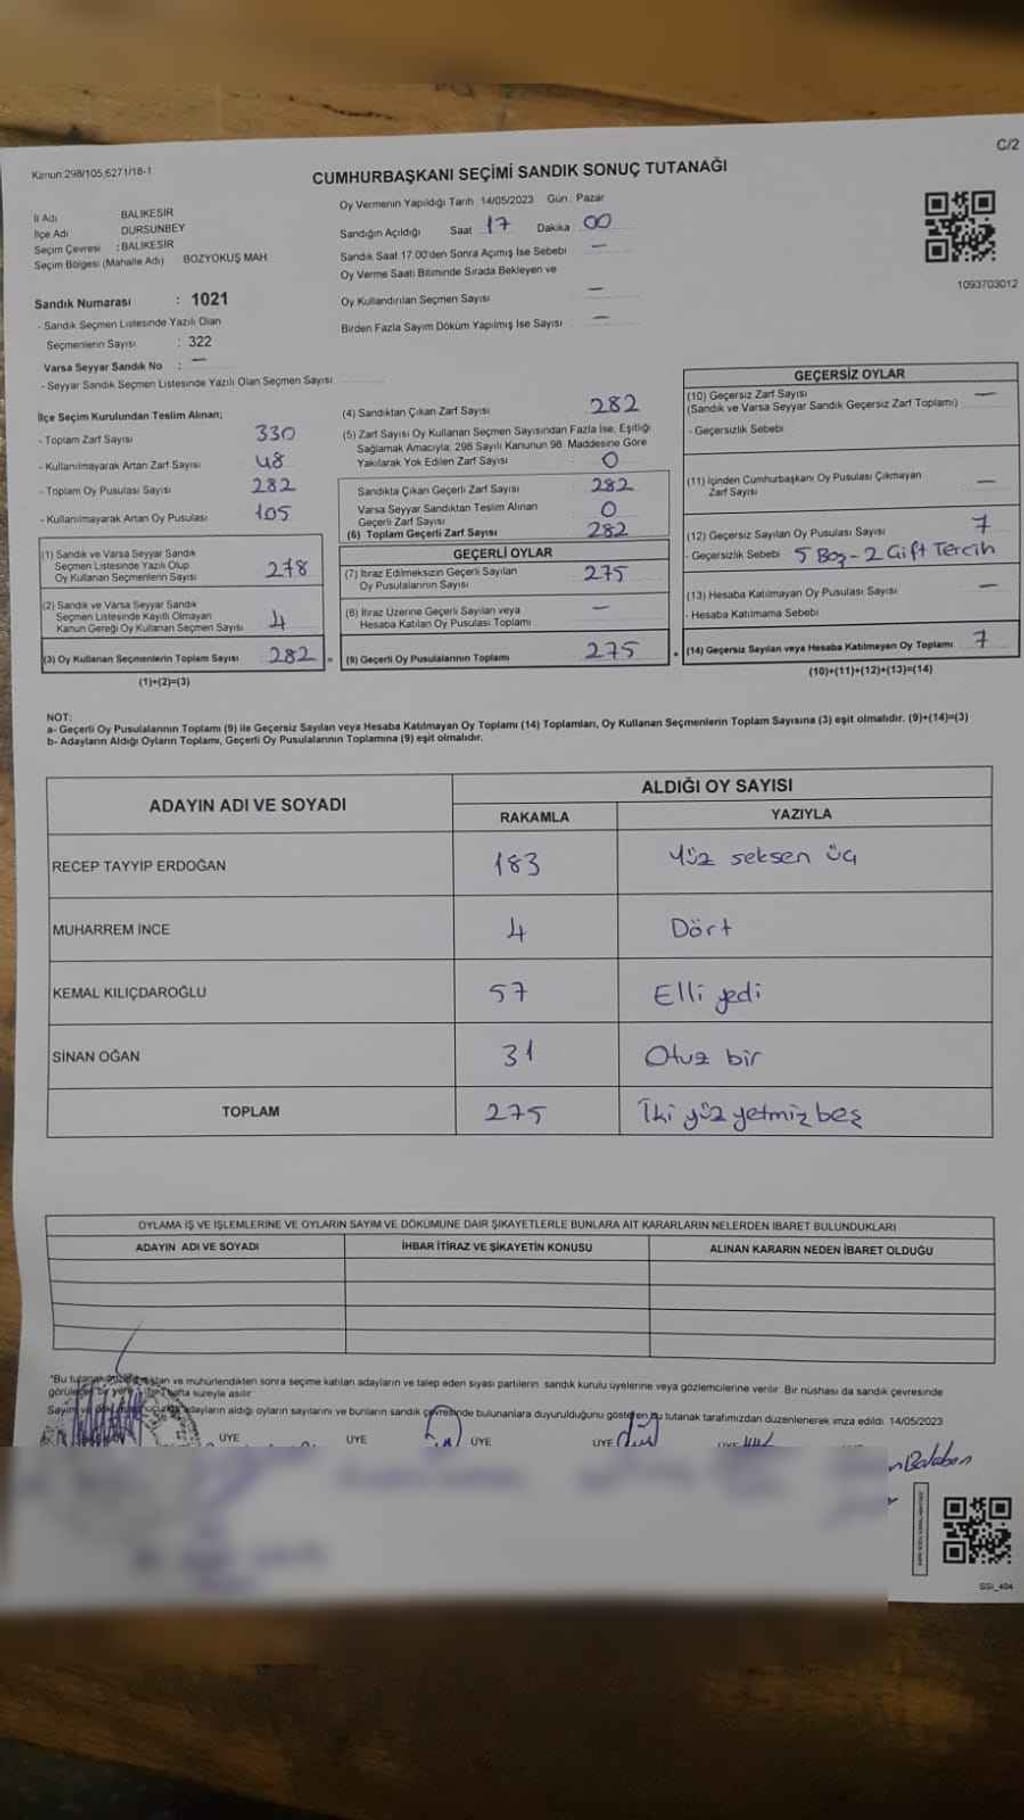 C/2
Kanun:298/105,6271/18-1
CUMHURBAŞKANI SEÇİMİ SANDIK SONUÇ TUTANAĞI
İl Adı BALIKESİR
İlçe Adı DURSUNBEY
Seçim Çevresi :BALIKESİR
Seçim Bölgesi (Mahalle Adı) BOZYOKUŞ MAH
Oy Vermenin Yapıldığı Tarih 14/05/2023 Gün: Pazar
Sandığın Açıldığı Saat 17 Dakika 00
Sandık Saat 17.00'den Sonra Açımış İse Sebebi —
Oy Verme Saati Bitiminde Sırada Bekleyen ve
Oy Kullandırılan Seçmen Sayısı —
Birden Fazla Sayım Döküm Yapılmış İse Sayısı —
1093703012
Sandık Numarası : 1021
- Sandık Seçmen Listesinde Yazılı Olan
Seçmenlerin Sayısı : 322
Varsa Seyyar Sandık No : —
- Seyyar Sandık Seçmen Listesinde Yazılı Olan Seçmen Sayısı
İlçe Seçim Kurulundan Teslim Alınan;
- Toplam Zarf Sayısı 330
- Kullanılmayarak Artan Zarf Sayısı 48
- Toplam Oy Pusulası Sayısı 282
- Kullanılmayarak Artan Oy Pusulası 105
(1) Sandık ve Varsa Seyyar Sandık
Seçmen Listesinde Yazılı Olup
Oy Kullanan Seçmenlerin Sayısı 278
(2) Sandık ve Varsa Seyyar Sandık
Seçmen Listesinde Kayıtlı Olmayan
Kanun Gereği Oy Kullanan Seçmen Sayısı 4
(3) Oy Kullanan Seçmenlerin Toplam Sayısı 282 =
(1)+(2)=(3)
(4) Sandıktan Çıkan Zarf Sayısı 282
(5) Zarf Sayısı Oy Kullanan Seçmen Sayısından Fazla İse, Eşitliği
Sağlamak Amacıyla; 298 Sayılı Kanunun 98. Maddesine Göre
Yakılarak Yok Edilen Zarf Sayısı 0
Sandıkta Çıkan Geçerli Zarf Sayısı 282
Varsa Seyyar Sandıktan Teslim Alınan
Geçerli Zarf Sayısı 0
(6) Toplam Geçerli Zarf Sayısı 282
GEÇERLİ OYLAR
(7) İtiraz Edilmeksizin Geçerli Sayılan
Oy Pusulalarının Sayısı 275
(8) İtiraz Üzerine Geçerli Sayılan veya
Hesaba Katılan Oy Pusulası Toplamı —
(9) Geçerli Oy Pusulalarının Toplamı 275 +
GEÇERSİZ OYLAR
(10) Geçersiz Zarf Sayısı —
(Sandık ve Varsa Seyyar Sandık Geçersiz Zarf Toplamı)
- Geçersizlik Sebebi
(11) İçinden Cumhurbaşkanı Oy Pusulası Çıkmayan
Zarf Sayısı —
(12) Geçersiz Sayılan Oy Pusulası Sayısı 7
- Geçersizlik Sebebi 5 Boş - 2 Çift Tercih
(13) Hesaba Katılmayan Oy Pusulası Sayısı —
- Hesaba Katılmama Sebebi
(14) Geçersiz Sayılan veya Hesaba Katılmayan Oy Toplamı 7
(10)+(11)+(12)+(13)=(14)
NOT:
a- Geçerli Oy Pusulalarının Toplamı (9) ile Geçersiz Sayılan veya Hesaba Katılmayan Oy Toplamı (14) Toplamları, Oy Kullanan Seçmenlerin Toplam Sayısına (3) eşit olmalıdır. (9)+(14)=(3)
b- Adayların Aldığı Oyların Toplamı, Geçerli Oy Pusulalarının Toplamına (9) eşit olmalıdır.
ADAYIN ADI VE SOYADI ALDIĞI OY SAYISI
RAKAMLA YAZIYLA
RECEP TAYYİP ERDOĞAN 183 Yüz seksen üç
MUHARREM İNCE 4 Dört
KEMAL KILIÇDAROĞLU 57 Elli yedi
SİNAN OĞAN 31 Otuz bir
TOPLAM 275 İki yüz yetmiz beş
OYLAMA İŞ VE İŞLEMLERİNE VE OYLARIN SAYIM VE DÖKÜMÜNE DAİR ŞİKAYETLERLE BUNLARA AİT KARARLARIN NELERDEN İBARET BULUNDUKLARI
ADAYIN ADI VE SOYADI İHBAR İTİRAZ VE ŞİKAYETİN KONUSU ALINAN KARARIN NEDEN İBARET OLDUĞU
"Bu ve mühürlendikten sonra seçime katılan adayların ve talep eden siyasi partilerin sandık kurulu üyelerine veya gözlemcilerine verilir. Bir nüshası da sandık çevresinde
hafta süreyle asılır
adayların aldığı oyların sayılarını ve bunların sandık çevresinde bulunanlara duyurulduğunu gösteren bu tutanak tarafımızdan düzenlenerek imza edildi. 14/05/2023
ÜYE ÜYE ÜYE ÜYE
SSI_404